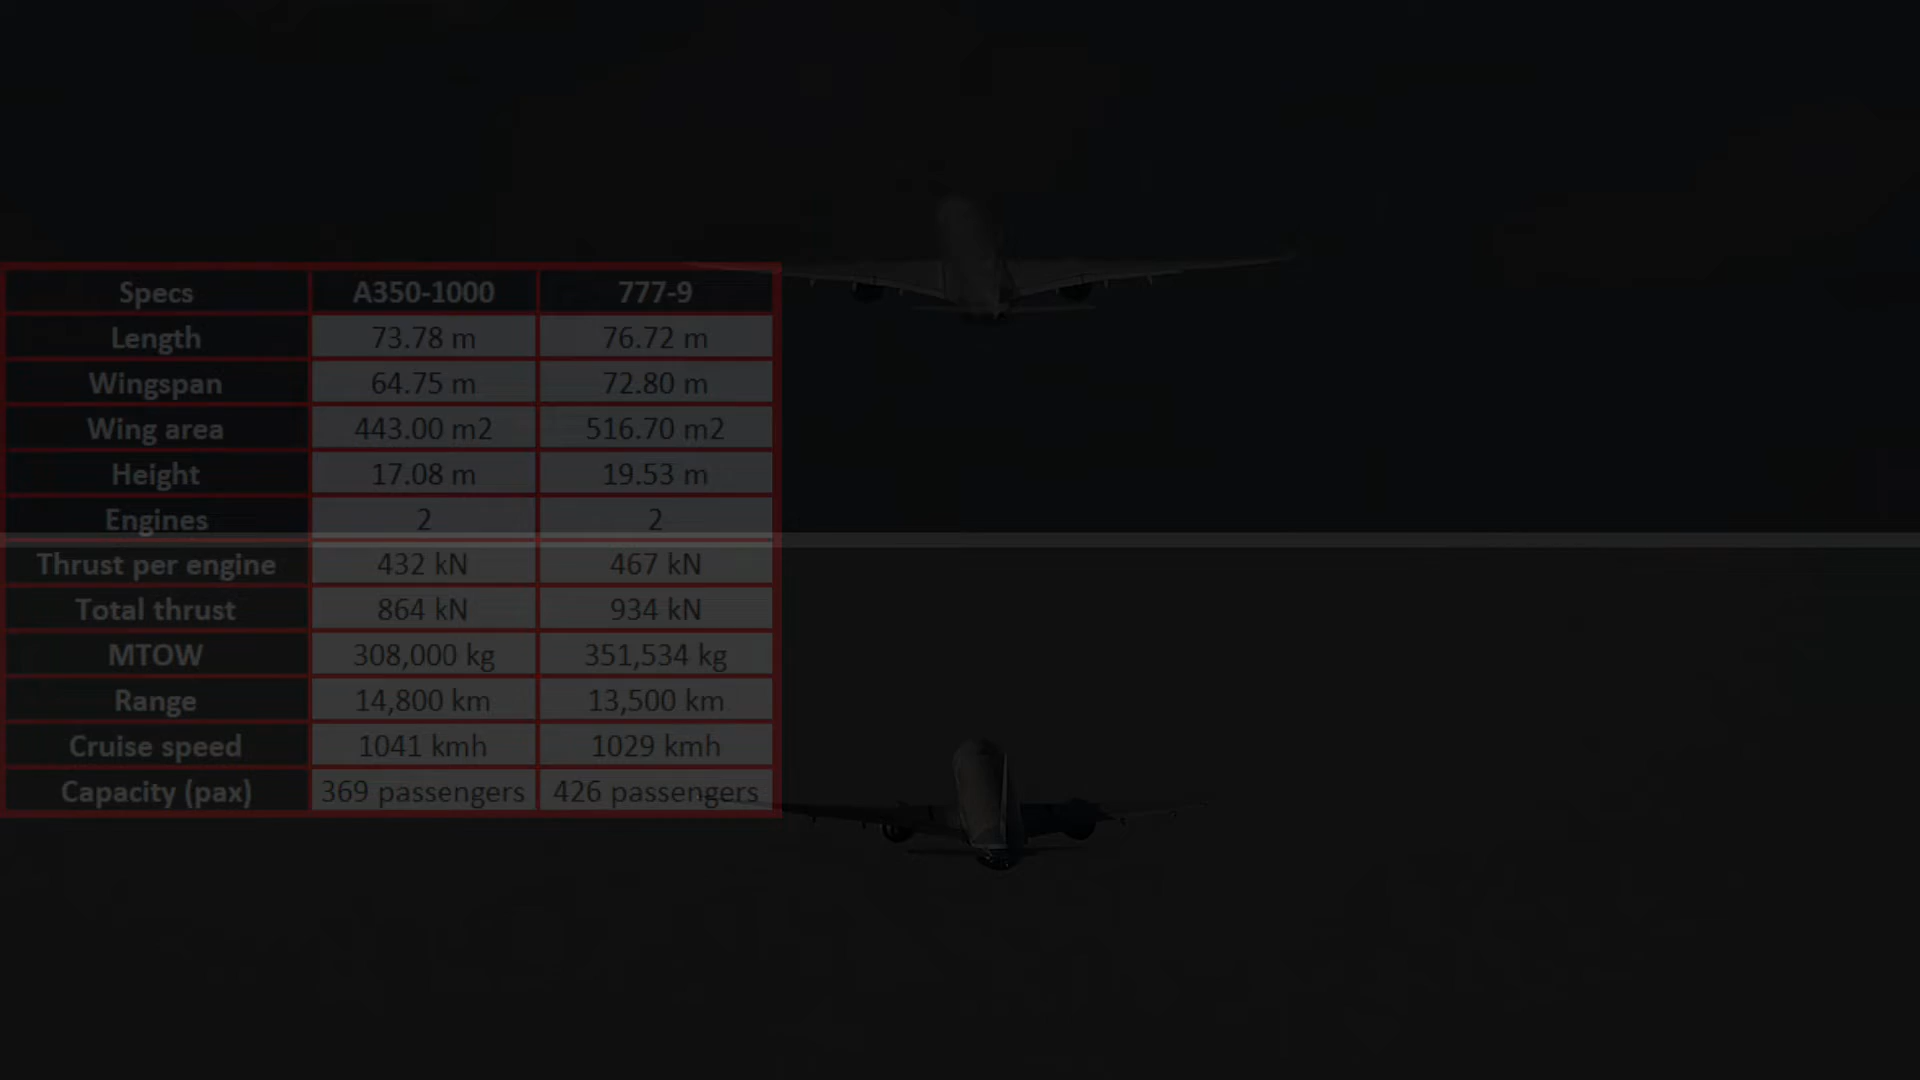 Specs A350-1000 777-9
Length 73.78 m 76.72 m
Wingspan 64.75 m 72.80 m
Wing area 443.00 m2 516.70 m2
Height 17.08 m 19.53 m
Engines 2 2
Thrust per engine 432 kN 467 kN
Total thrust 864 kN 934 kN
MTOW 308,000 kg 351,534 kg
Range 14,800 km 13,500 km
Cruise speed 1041 kmh 1029 kmh
Capacity (pax) 369 passengers 426 passengers